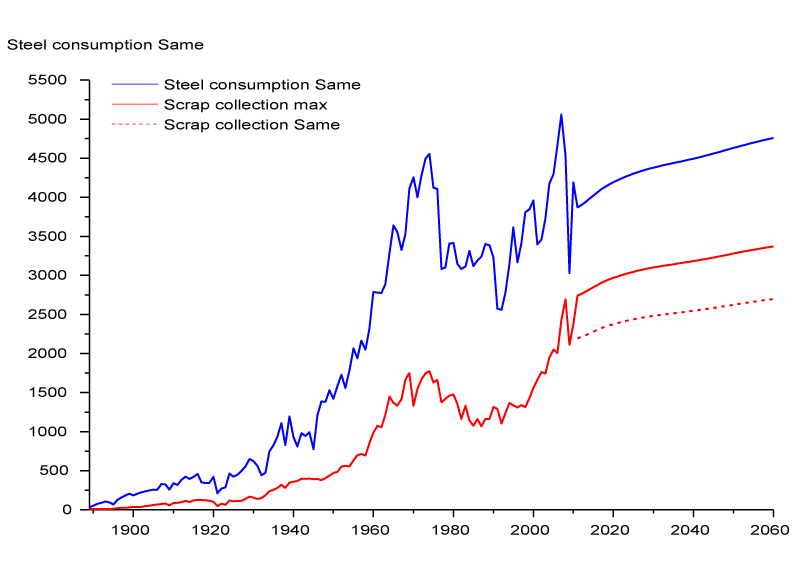 Steel consumption Same
Steel consumption Same
Scrap collection max
Scrap collection Same
5500
5000
4500
4000
3500
3000
2500
2000
1500
1000
500
0
1900 1920 1940 1960 1980 2000 2020 2040 2060